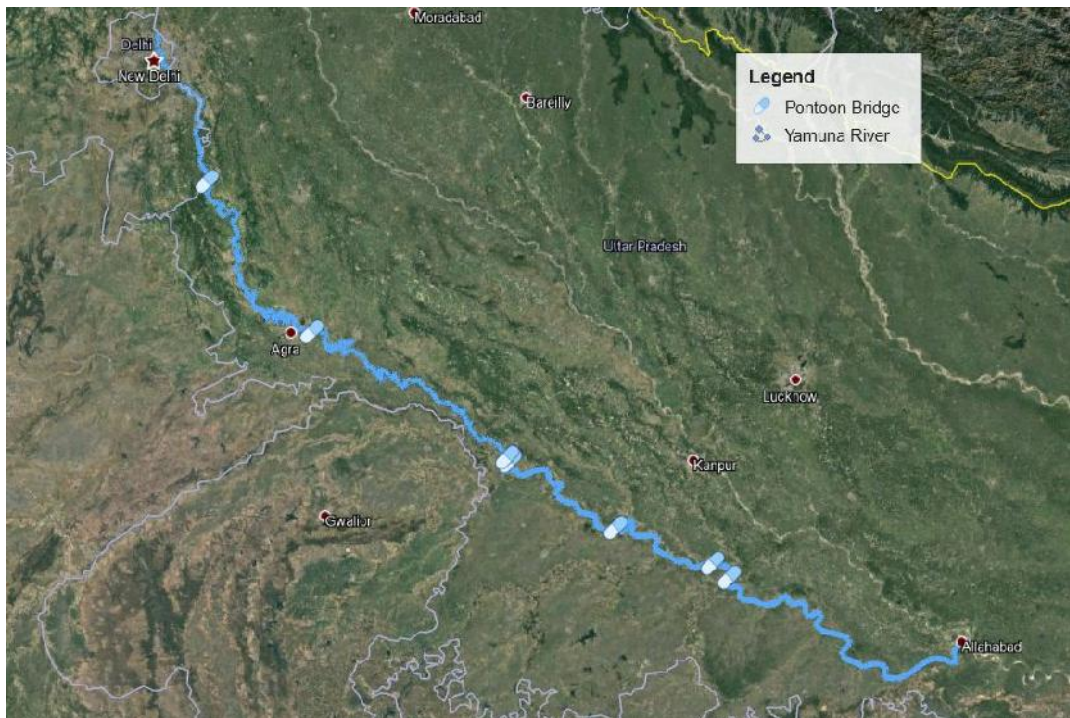 Moradabad
Delhi
New Delhi
Legend
Pontoon Bridge
Yamuna River
Bareilly
Uttar Pradesh
Agra
Lucknow
Kanpur
Gwalior
Allahabad